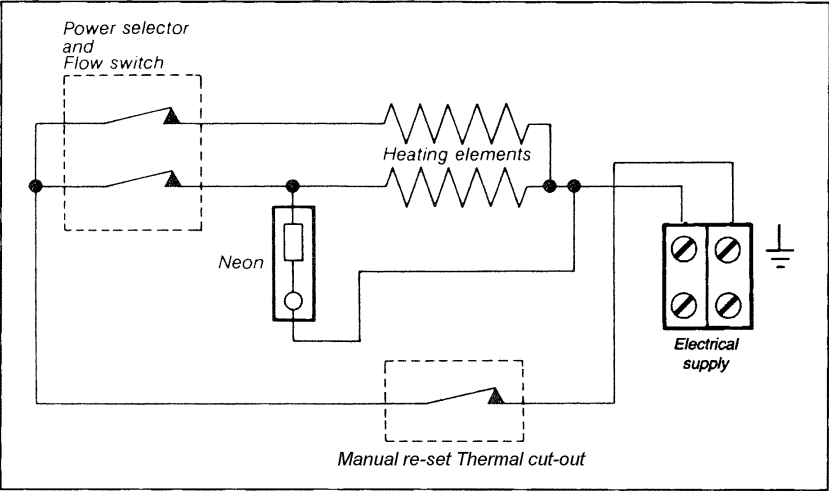 Power selector
and
Flow switch
Heating elements
Neon
Electrical
supply
Manual re-set Thermal cut-out